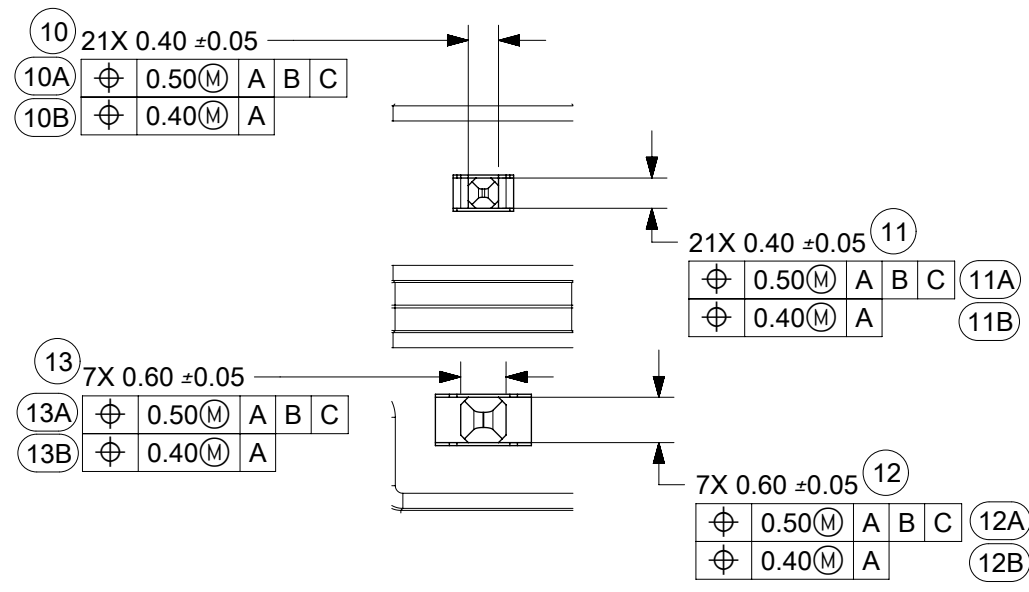 10
21X 0.40 ±0.05
10A ⌖ 0.50Ⓜ A B C
10B ⌖ 0.40Ⓜ A
21X 0.40 ±0.05 11
⌖ 0.50Ⓜ A B C 11A
⌖ 0.40Ⓜ A 11B
13
7X 0.60 ±0.05
13A ⌖ 0.50Ⓜ A B C
13B ⌖ 0.40Ⓜ A
7X 0.60 ±0.05 12
⌖ 0.50Ⓜ A B C 12A
⌖ 0.40Ⓜ A 12B